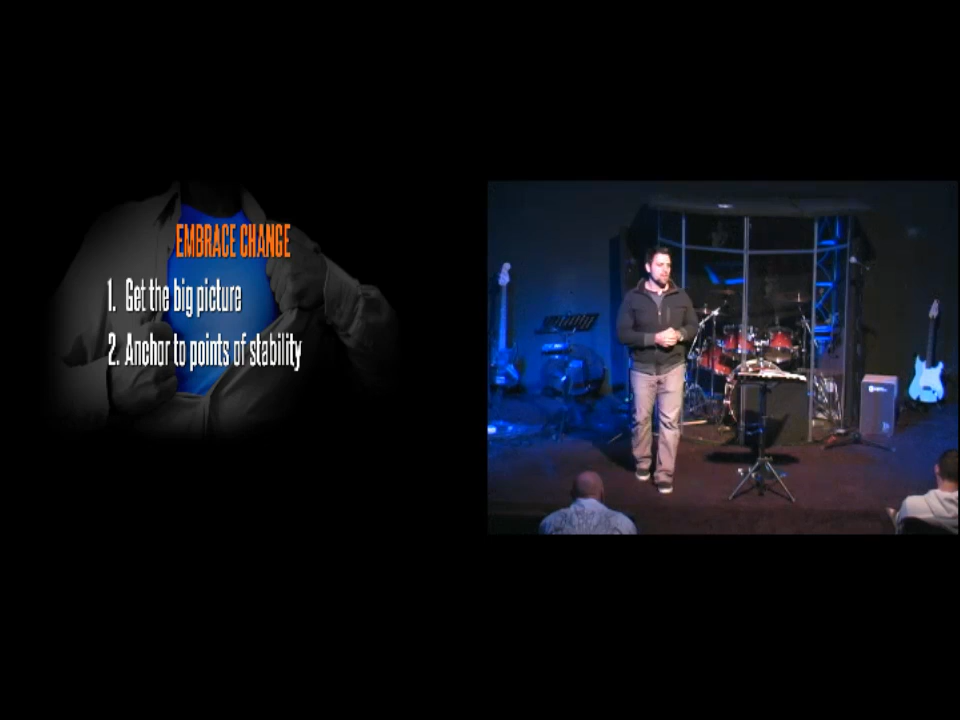 EMBRACE CHANGE
1. Get the big picture
2. Anchor to points of stability